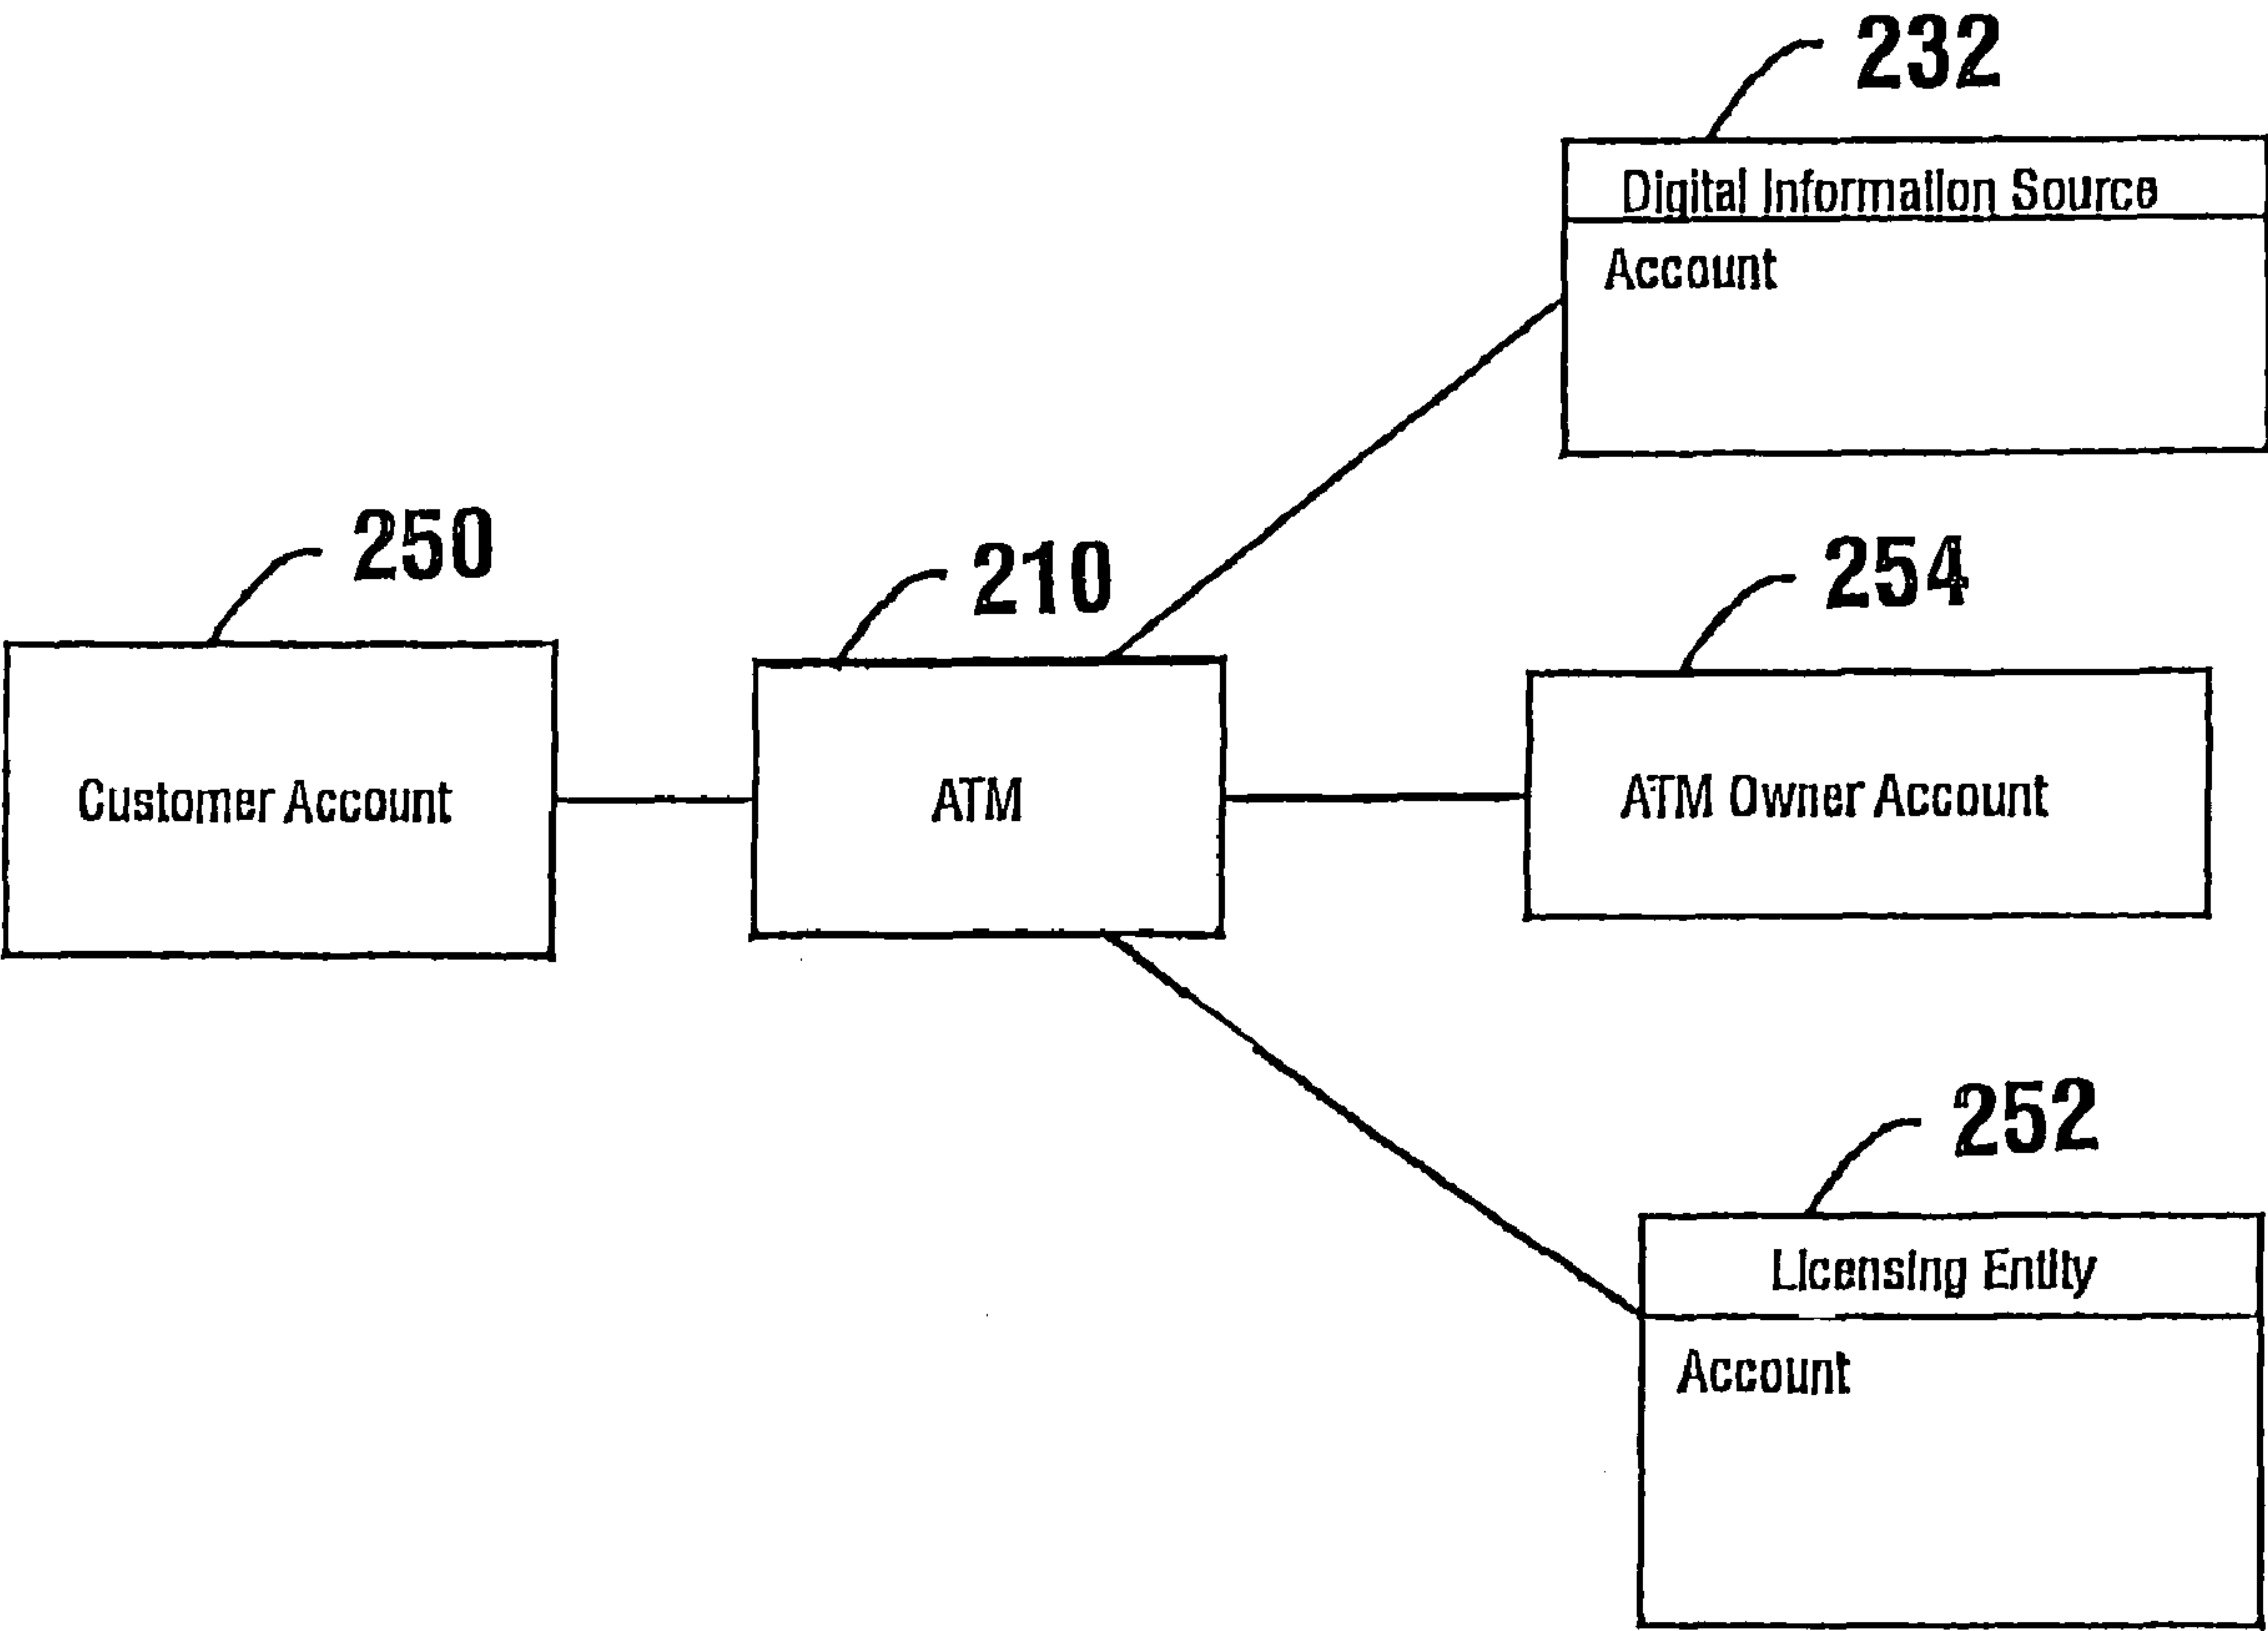 232
Digital Information Source
Account
250
210
254
Customer Account
ATM
ATM Owner Account
252
Licensing Entity
Account